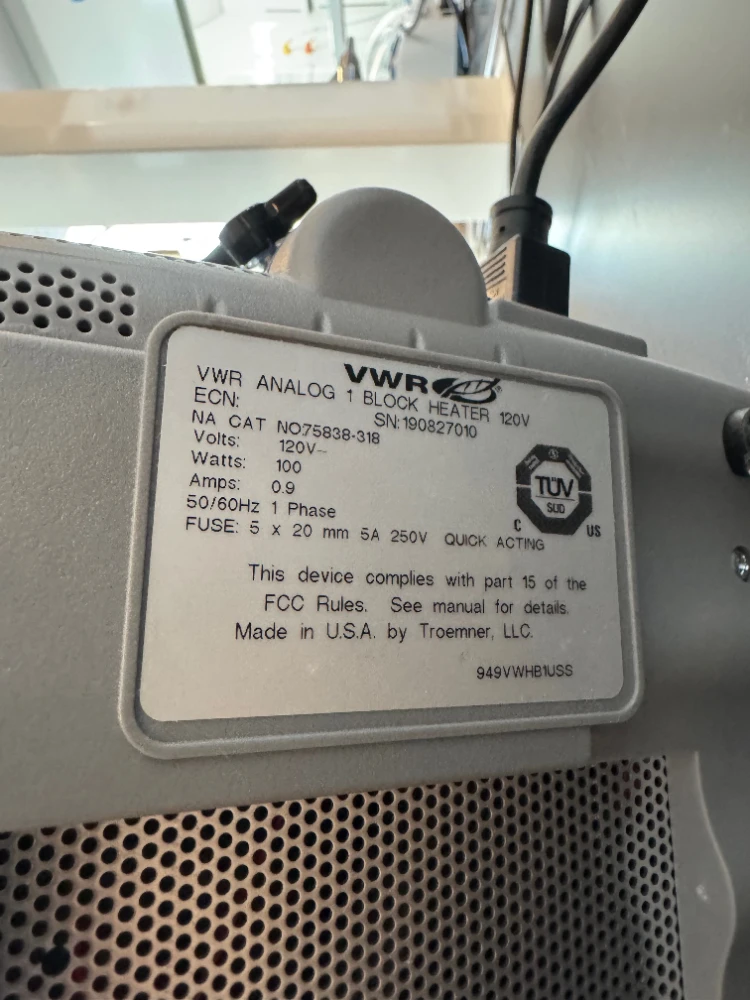 VWR
VWR ANALOG 1 BLOCK HEATER 120V
ECN: SN:190827010
NA CAT NO75838-318
Volts: 120V~
Watts: 100
Amps: 0.9
50/60Hz 1 Phase
FUSE: 5 x 20 mm 5A 250V QUICK ACTING
TÜV
SÜD
C US
This device complies with part 15 of the
FCC Rules. See manual for details.
Made in U.S.A. by Troemner, LLC.
949VWHB1USS